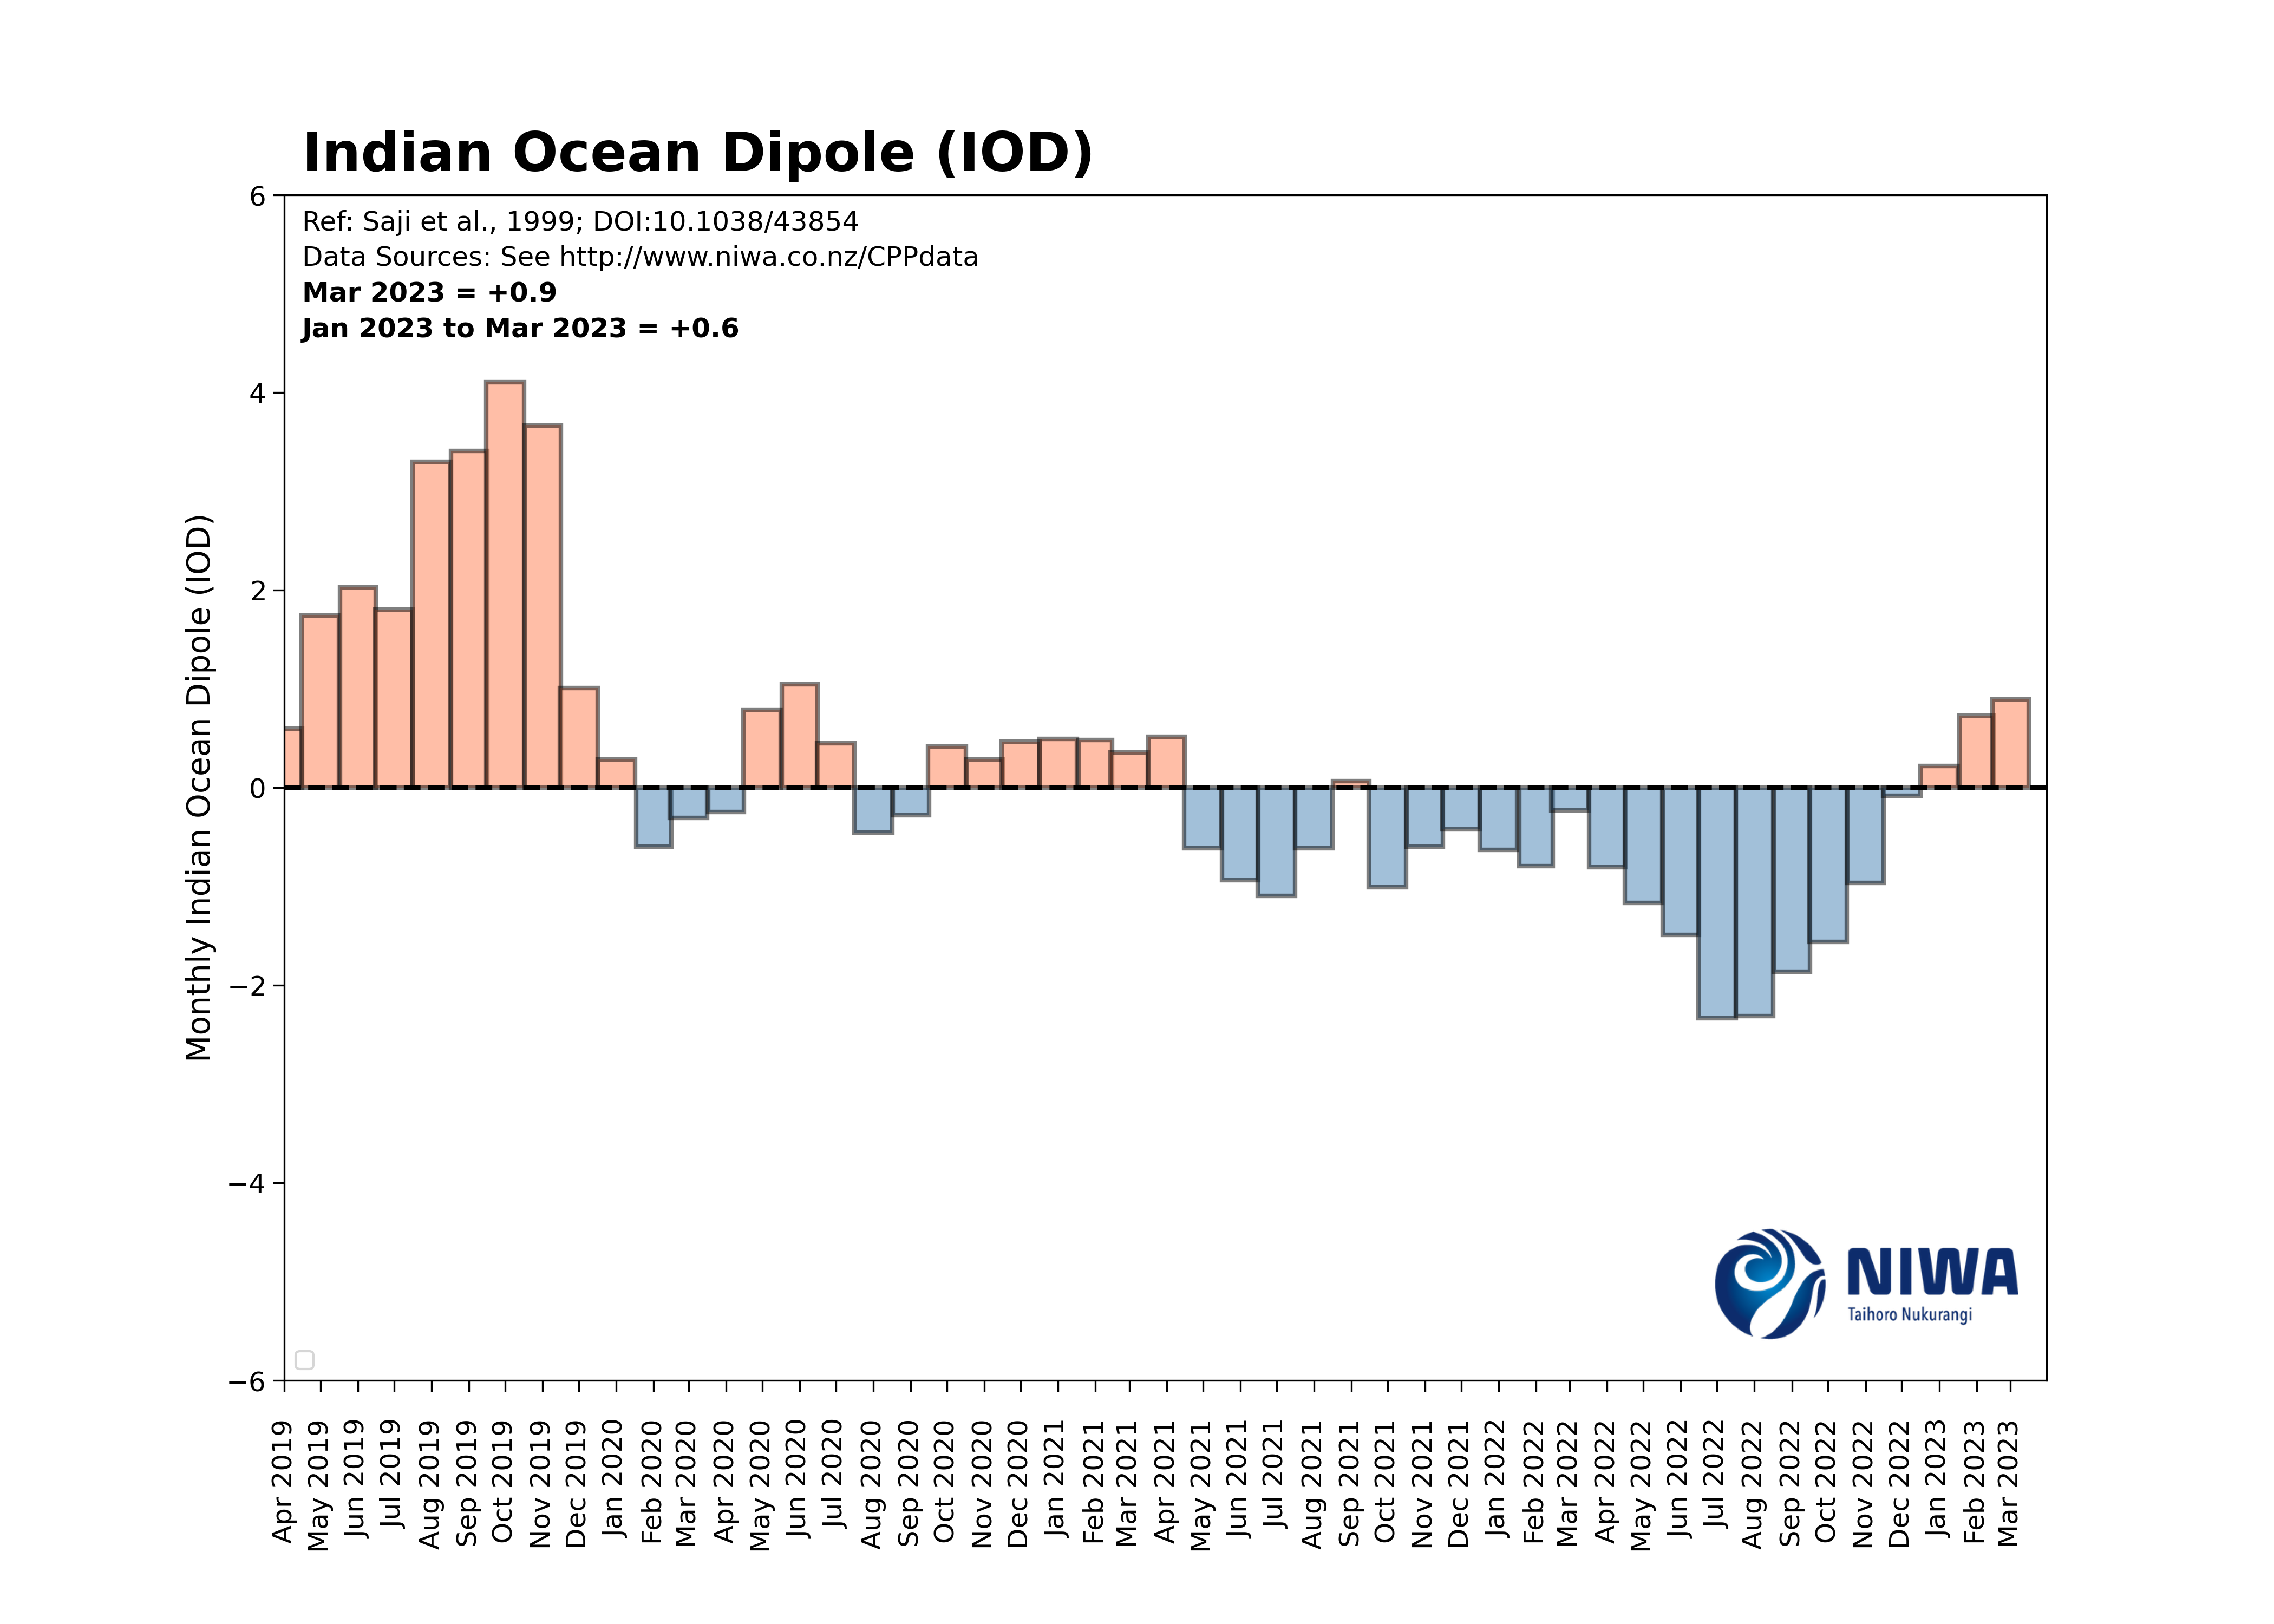 Indian Ocean Dipole (IOD)
Ref: Saji et al., 1999; DOI:10.1038/43854
Data Sources: See http://www.niwa.co.nz/CPPdata
Mar 2023 = +0.9
Jan 2023 to Mar 2023 = +0.6
Monthly Indian Ocean Dipole (IOD)
6
4
2
0
−2
−4
−6
NIWA
Taihoro Nukurangi
Apr 2019
May 2019
Jun 2019
Jul 2019
Aug 2019
Sep 2019
Oct 2019
Nov 2019
Dec 2019
Jan 2020
Feb 2020
Mar 2020
Apr 2020
May 2020
Jun 2020
Jul 2020
Aug 2020
Sep 2020
Oct 2020
Nov 2020
Dec 2020
Jan 2021
Feb 2021
Mar 2021
Apr 2021
May 2021
Jun 2021
Jul 2021
Aug 2021
Sep 2021
Oct 2021
Nov 2021
Dec 2021
Jan 2022
Feb 2022
Mar 2022
Apr 2022
May 2022
Jun 2022
Jul 2022
Aug 2022
Sep 2022
Oct 2022
Nov 2022
Dec 2022
Jan 2023
Feb 2023
Mar 2023